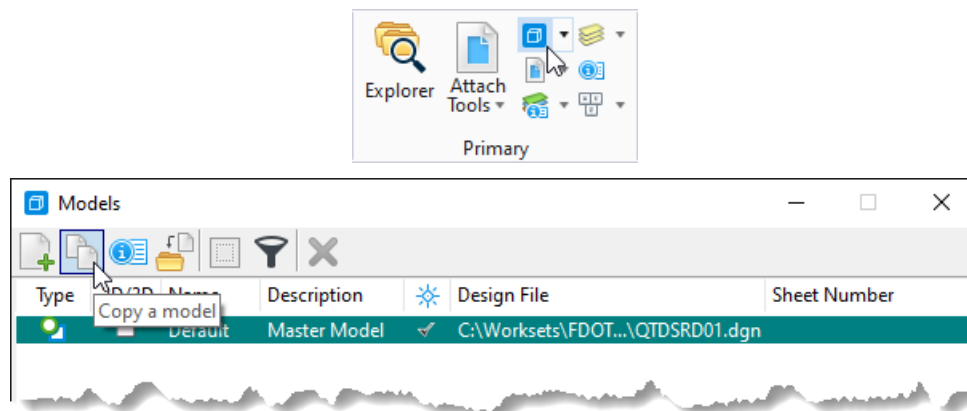 Explorer
Attach
Tools
Primary
Models
Type
Description
Design File
Sheet Number
Copy a model
Default
Master Model
C:\Worksets\FDOT...\QTDSRD01.dgn